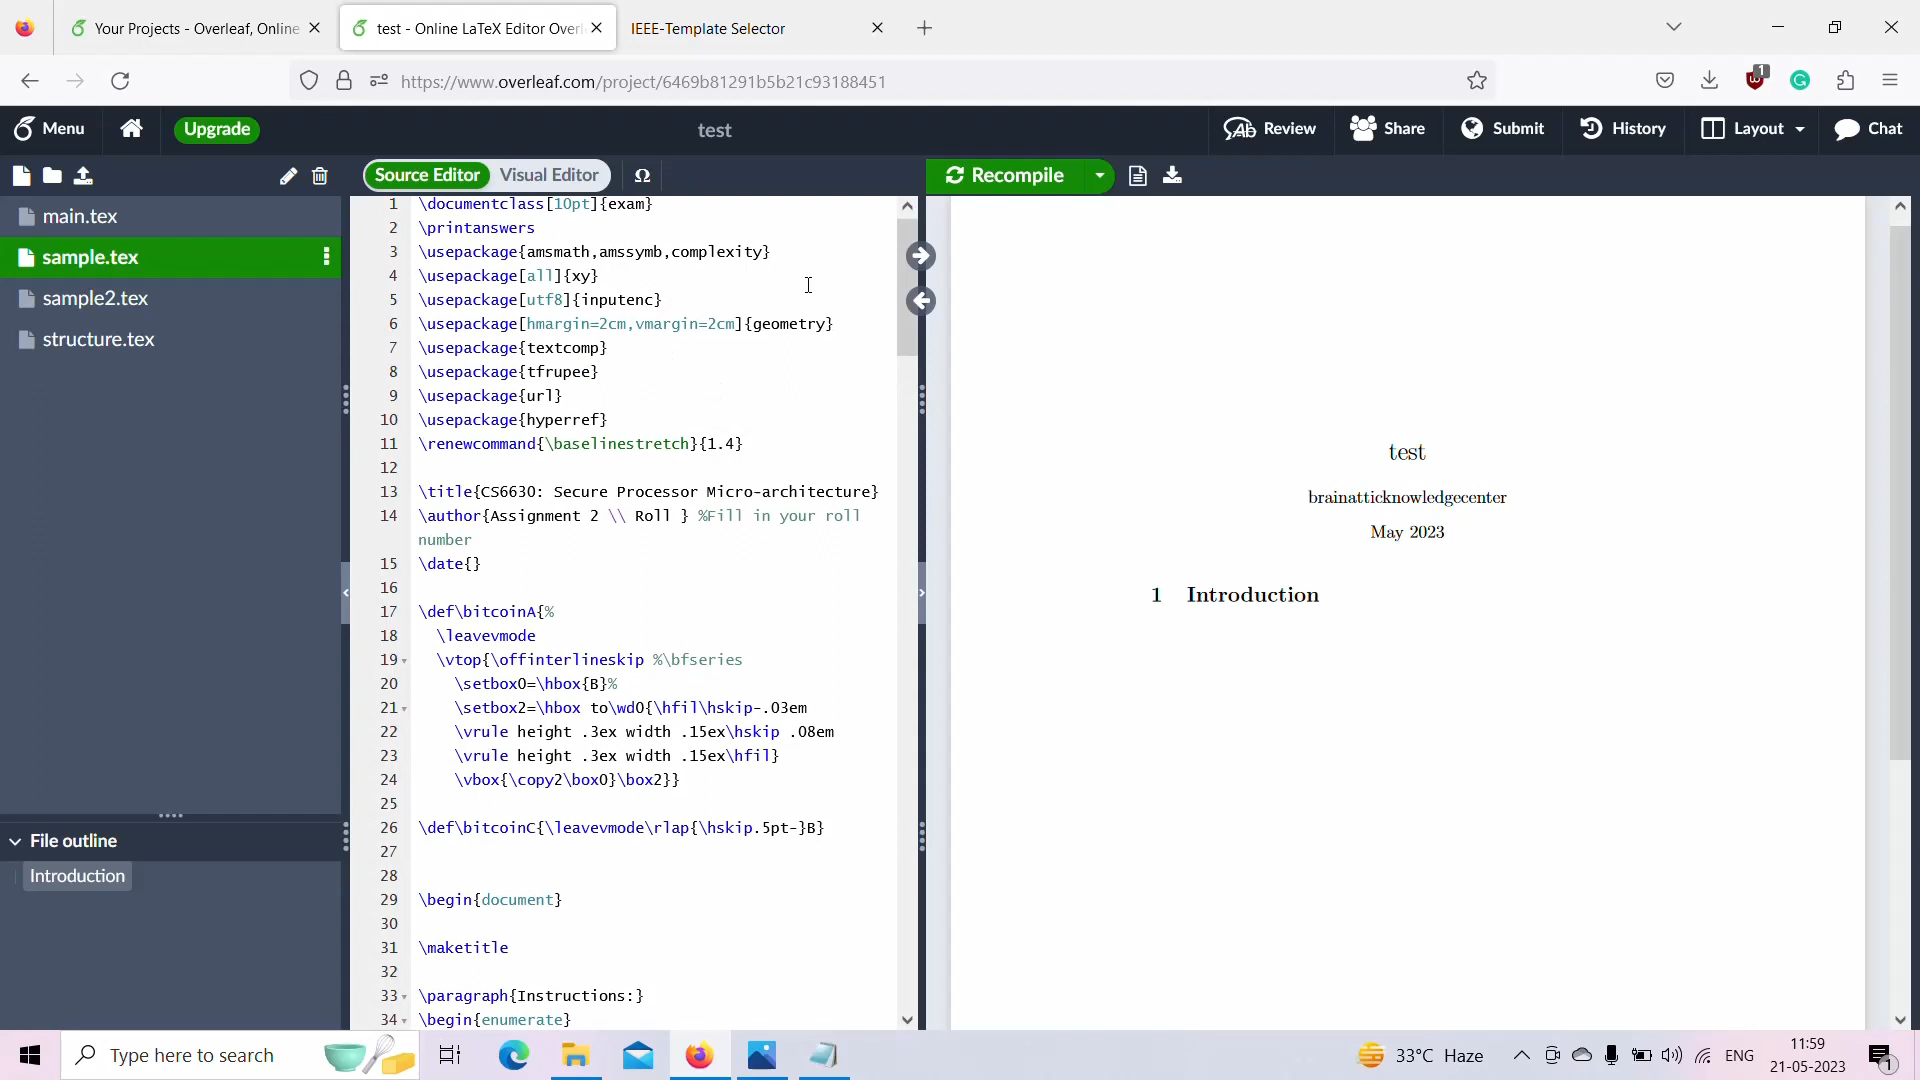 Your Projects - Overleaf, Online
test - Online LaTeX Editor Over
IEEE-Template Selector
https://www.overleaf.com/project/6469b81291b5b21c93188451
1
Menu
Upgrade
test
Review
Share
Submit
History
Layout
Chat
Source Editor
Visual Editor
Ω
Recompile
main.tex
sample.tex
sample2.tex
structure.tex
File outline
Introduction
1 \documentclass[10pt]{exam}
2 \printanswers
3 \usepackage{amsmath,amssymb,complexity}
4 \usepackage[all]{xy}
5 \usepackage[utf8]{inputenc}
6 \usepackage[hmargin=2cm,vmargin=2cm]{geometry}
7 \usepackage{textcomp}
8 \usepackage{tfrupee}
9 \usepackage{url}
10 \usepackage{hyperref}
11 \renewcommand{\baselinestretch}{1.4}
12
13 \title{CS6630: Secure Processor Micro-architecture}
14 \author{Assignment 2 \\ Roll } %Fill in your roll
number
15 \date{}
16
17 \def\bitcoinA{%
18 \leavevmode
19 \vtop{\offinterlineskip %\bfseries
20 \setbox0=\hbox{B}%
21 \setbox2=\hbox to\wd0{\hfil\hskip-.03em
22 \vrule height .3ex width .15ex\hskip .08em
23 \vrule height .3ex width .15ex\hfil}
24 \vbox{\copy2\box0}\box2}}
25
26 \def\bitcoinC{\leavevmode\rlap{\hskip.5pt-}B}
27
28
29 \begin{document}
30
31 \maketitle
32
33 \paragraph{Instructions:}
34 \begin{enumerate}
test
brainatticknowledgecenter
May 2023
1 Introduction
Type here to search
33°C Haze
ENG
11:59
21-05-2023
1